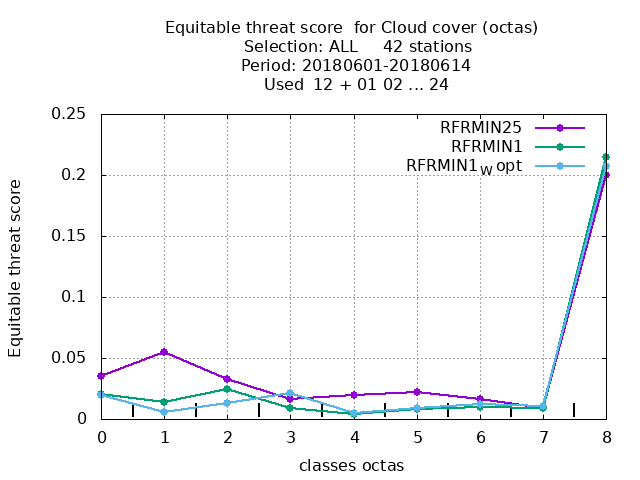 Equitable threat score for Cloud cover (octas)
Selection: ALL 42 stations
Period: 20180601-20180614
Used 12 + 01 02 ... 24
RFRMIN25
RFRMIN1
RFRMIN1W opt
Equitable threat score
0.25
0.2
0.15
0.1
0.05
0
0 1 2 3 4 5 6 7 8
classes octas